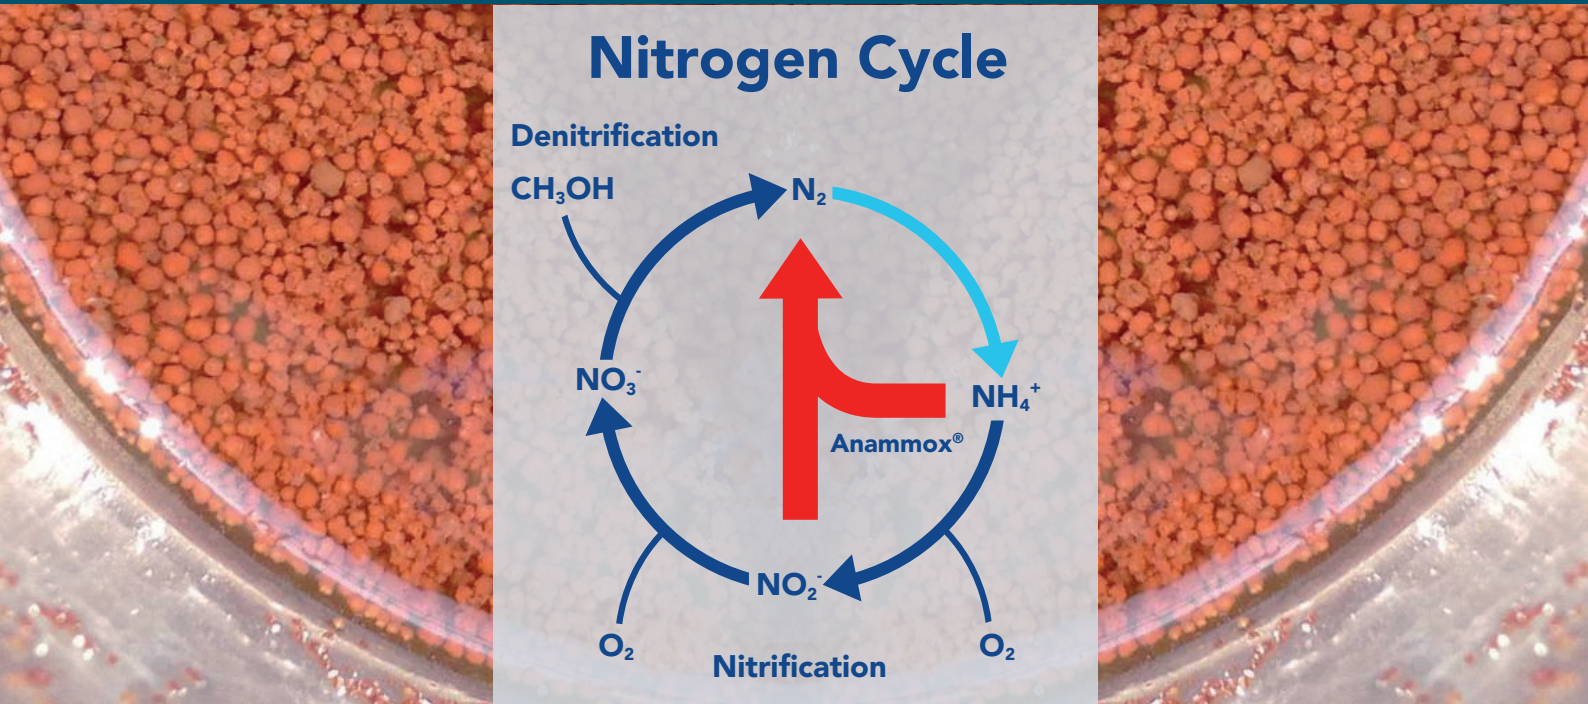 Nitrogen Cycle
Denitrification
CH₃OH
N₂
NO₃⁻
NH₄⁺
Anammox®
NO₂⁻
O₂
O₂
Nitrification